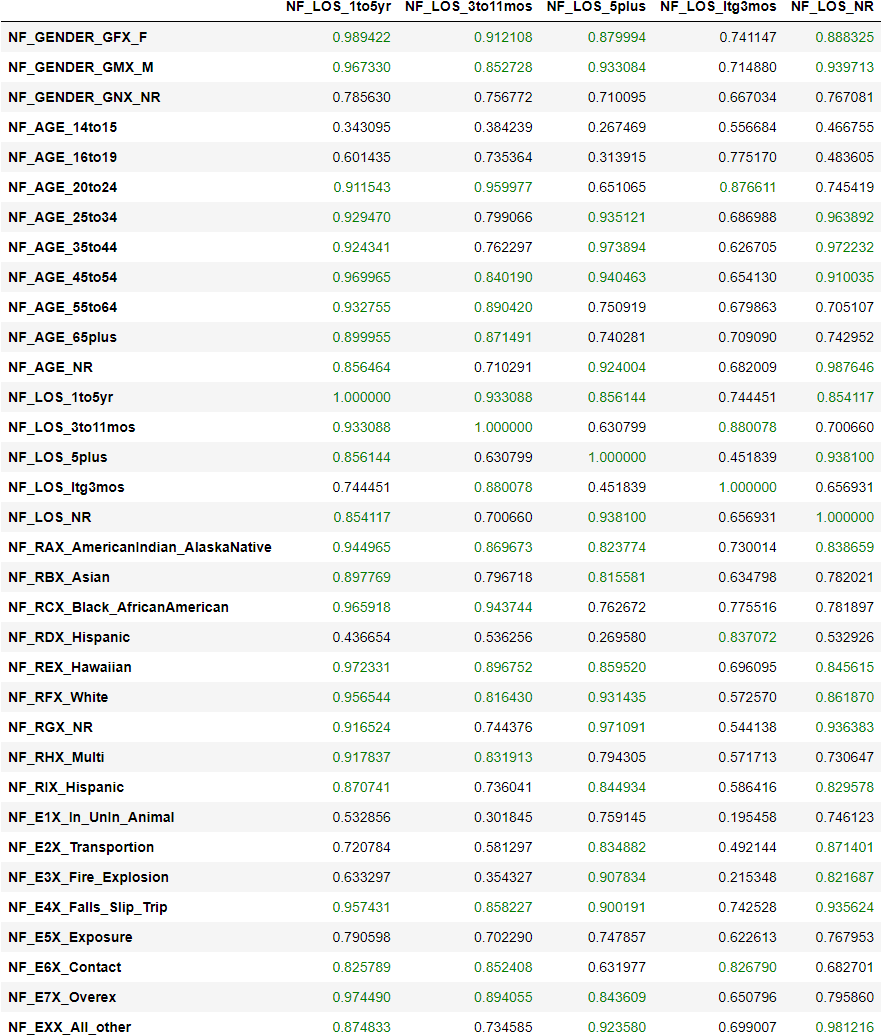 NF_LOS_1to5yr NF_LOS_3to11mos NF_LOS_5plus NF_LOS_ltg3mos NF_LOS_NR
NF_GENDER_GFX_F 0.989422 0.912108 0.879994 0.741147 0.888325
NF_GENDER_GMX_M 0.967330 0.852728 0.933084 0.714880 0.939713
NF_GENDER_GNX_NR 0.785630 0.756772 0.710095 0.667034 0.767081
NF_AGE_14to15 0.343095 0.384239 0.267469 0.556684 0.466755
NF_AGE_16to19 0.601435 0.735364 0.313915 0.775170 0.483605
NF_AGE_20to24 0.911543 0.959977 0.651065 0.876611 0.745419
NF_AGE_25to34 0.929470 0.799066 0.935121 0.686988 0.963892
NF_AGE_35to44 0.924341 0.762297 0.973894 0.626705 0.972232
NF_AGE_45to54 0.969965 0.840190 0.940463 0.654130 0.910035
NF_AGE_55to64 0.932755 0.890420 0.750919 0.679863 0.705107
NF_AGE_65plus 0.899955 0.871491 0.740281 0.709090 0.742952
NF_AGE_NR 0.856464 0.710291 0.924004 0.682009 0.987646
NF_LOS_1to5yr 1.000000 0.933088 0.856144 0.744451 0.854117
NF_LOS_3to11mos 0.933088 1.000000 0.630799 0.880078 0.700660
NF_LOS_5plus 0.856144 0.630799 1.000000 0.451839 0.938100
NF_LOS_ltg3mos 0.744451 0.880078 0.451839 1.000000 0.656931
NF_LOS_NR 0.854117 0.700660 0.938100 0.656931 1.000000
NF_RAX_AmericanIndian_AlaskaNative 0.944965 0.869673 0.823774 0.730014 0.838659
NF_RBX_Asian 0.897769 0.796718 0.815581 0.634798 0.782021
NF_RCX_Black_AfricanAmerican 0.965918 0.943744 0.762672 0.775516 0.781897
NF_RDX_Hispanic 0.436654 0.536256 0.269580 0.837072 0.532926
NF_REX_Hawaiian 0.972331 0.896752 0.859520 0.696095 0.845615
NF_RFX_White 0.956544 0.816430 0.931435 0.572570 0.861870
NF_RGX_NR 0.916524 0.744376 0.971091 0.544138 0.936383
NF_RHX_Multi 0.917837 0.831913 0.794305 0.571713 0.730647
NF_RIX_Hispanic 0.870741 0.736041 0.844934 0.586416 0.829578
NF_E1X_In_UnIn_Animal 0.532856 0.301845 0.759145 0.195458 0.746123
NF_E2X_Transportion 0.720784 0.581297 0.834882 0.492144 0.871401
NF_E3X_Fire_Explosion 0.633297 0.354327 0.907834 0.215348 0.821687
NF_E4X_Falls_Slip_Trip 0.957431 0.858227 0.900191 0.742528 0.935624
NF_E5X_Exposure 0.790598 0.702290 0.747857 0.622613 0.767953
NF_E6X_Contact 0.825789 0.852408 0.631977 0.826790 0.682701
NF_E7X_Overex 0.974490 0.894055 0.843609 0.650796 0.795860
NF_EXX_All_other 0.874833 0.734585 0.923580 0.699007 0.981216